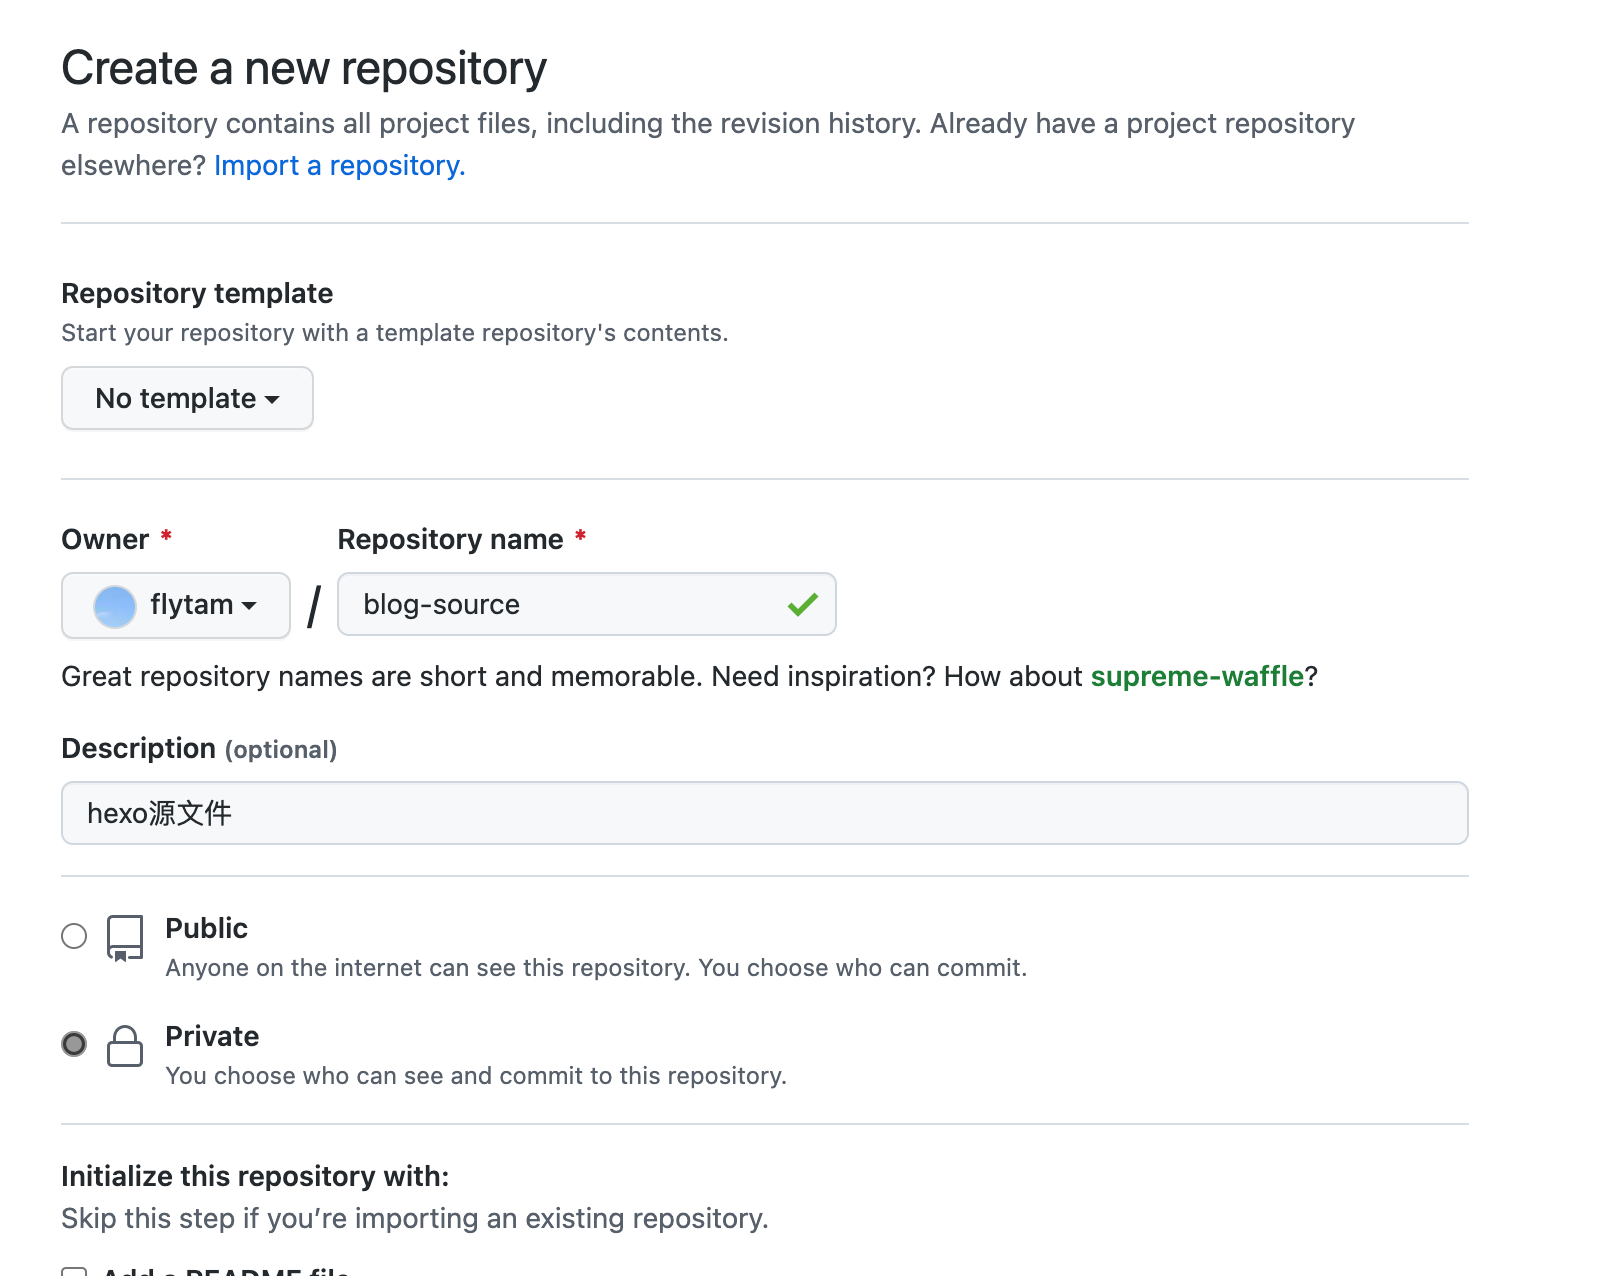 Create a new repository
A repository contains all project files, including the revision history. Already have a project repository
elsewhere? Import a repository.
Repository template
Start your repository with a template repository's contents.
No template
Owner *
Repository name *
flytam
/
blog-source
Great repository names are short and memorable. Need inspiration? How about supreme-waffle?
Description (optional)
hexo源文件
Public
Anyone on the internet can see this repository. You choose who can commit.
Private
You choose who can see and commit to this repository.
Initialize this repository with:
Skip this step if you’re importing an existing repository.
Add a README file